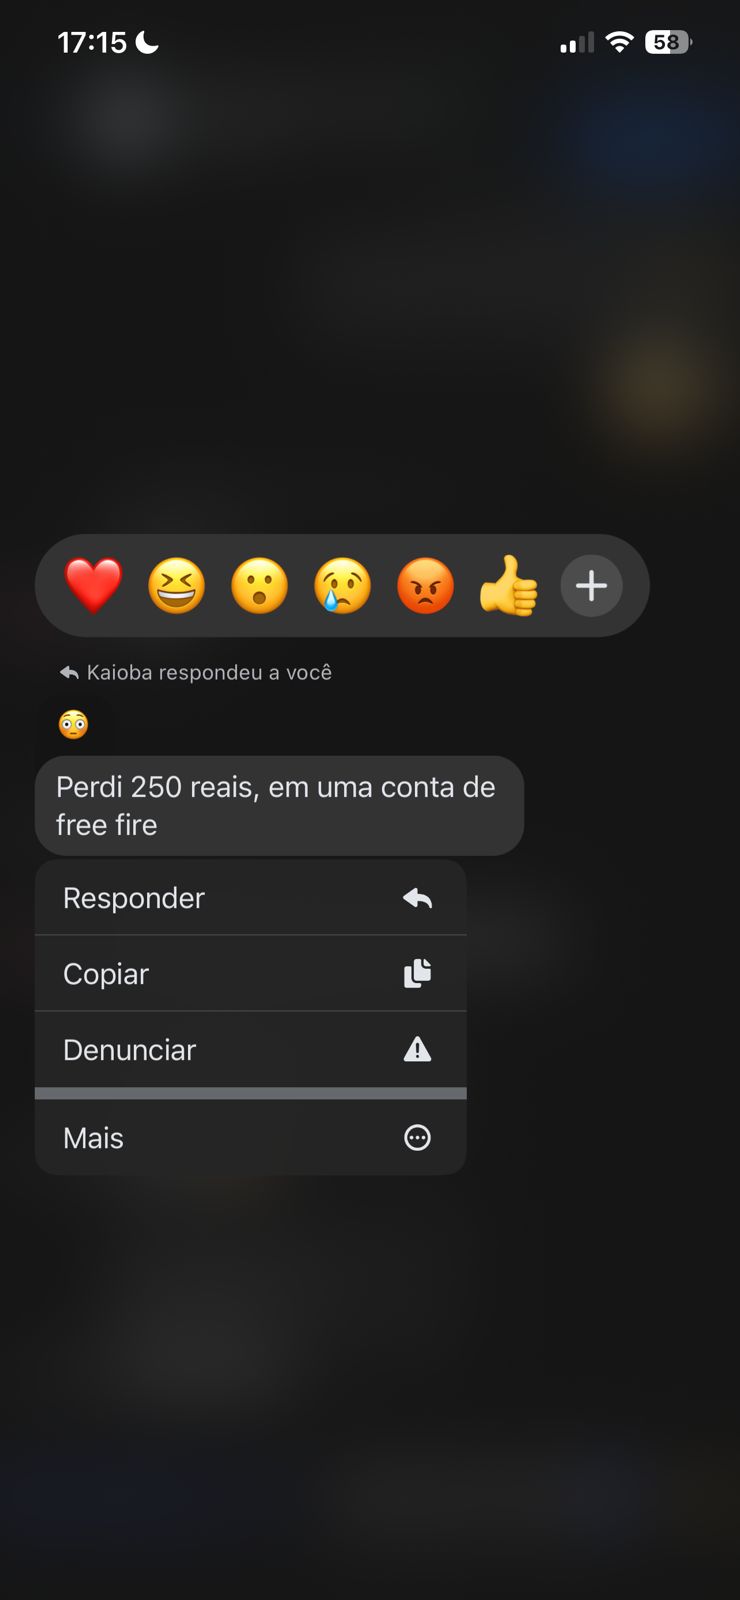 17:15
58
Kaioba respondeu a você
😳
Perdi 250 reais, em uma conta de
free fire
Responder
Copiar
Denunciar
Mais